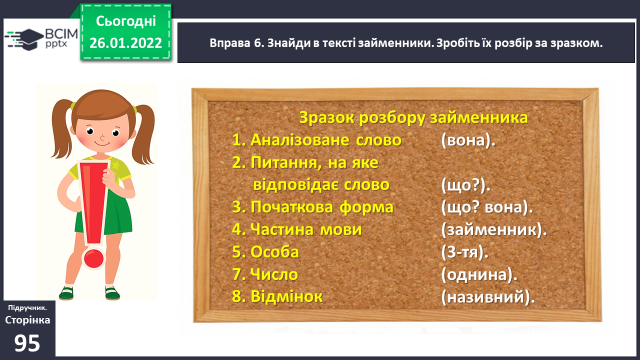 Сьогодні
26.01.2022
BCIM
pptx
Вправа 6. Знайди в тексті займенники. Зробіть їх розбір за зразком.
Зразок розбору займенника
1. Аналізоване слово (вона).
2. Питання, на яке
відповідає слово (що?).
3. Початкова форма (що? вона).
4. Частина мови (займенник).
5. Особа (3-тя).
7. Число (однина).
8. Відмінок (називний).
Підручник.
Сторінка
95